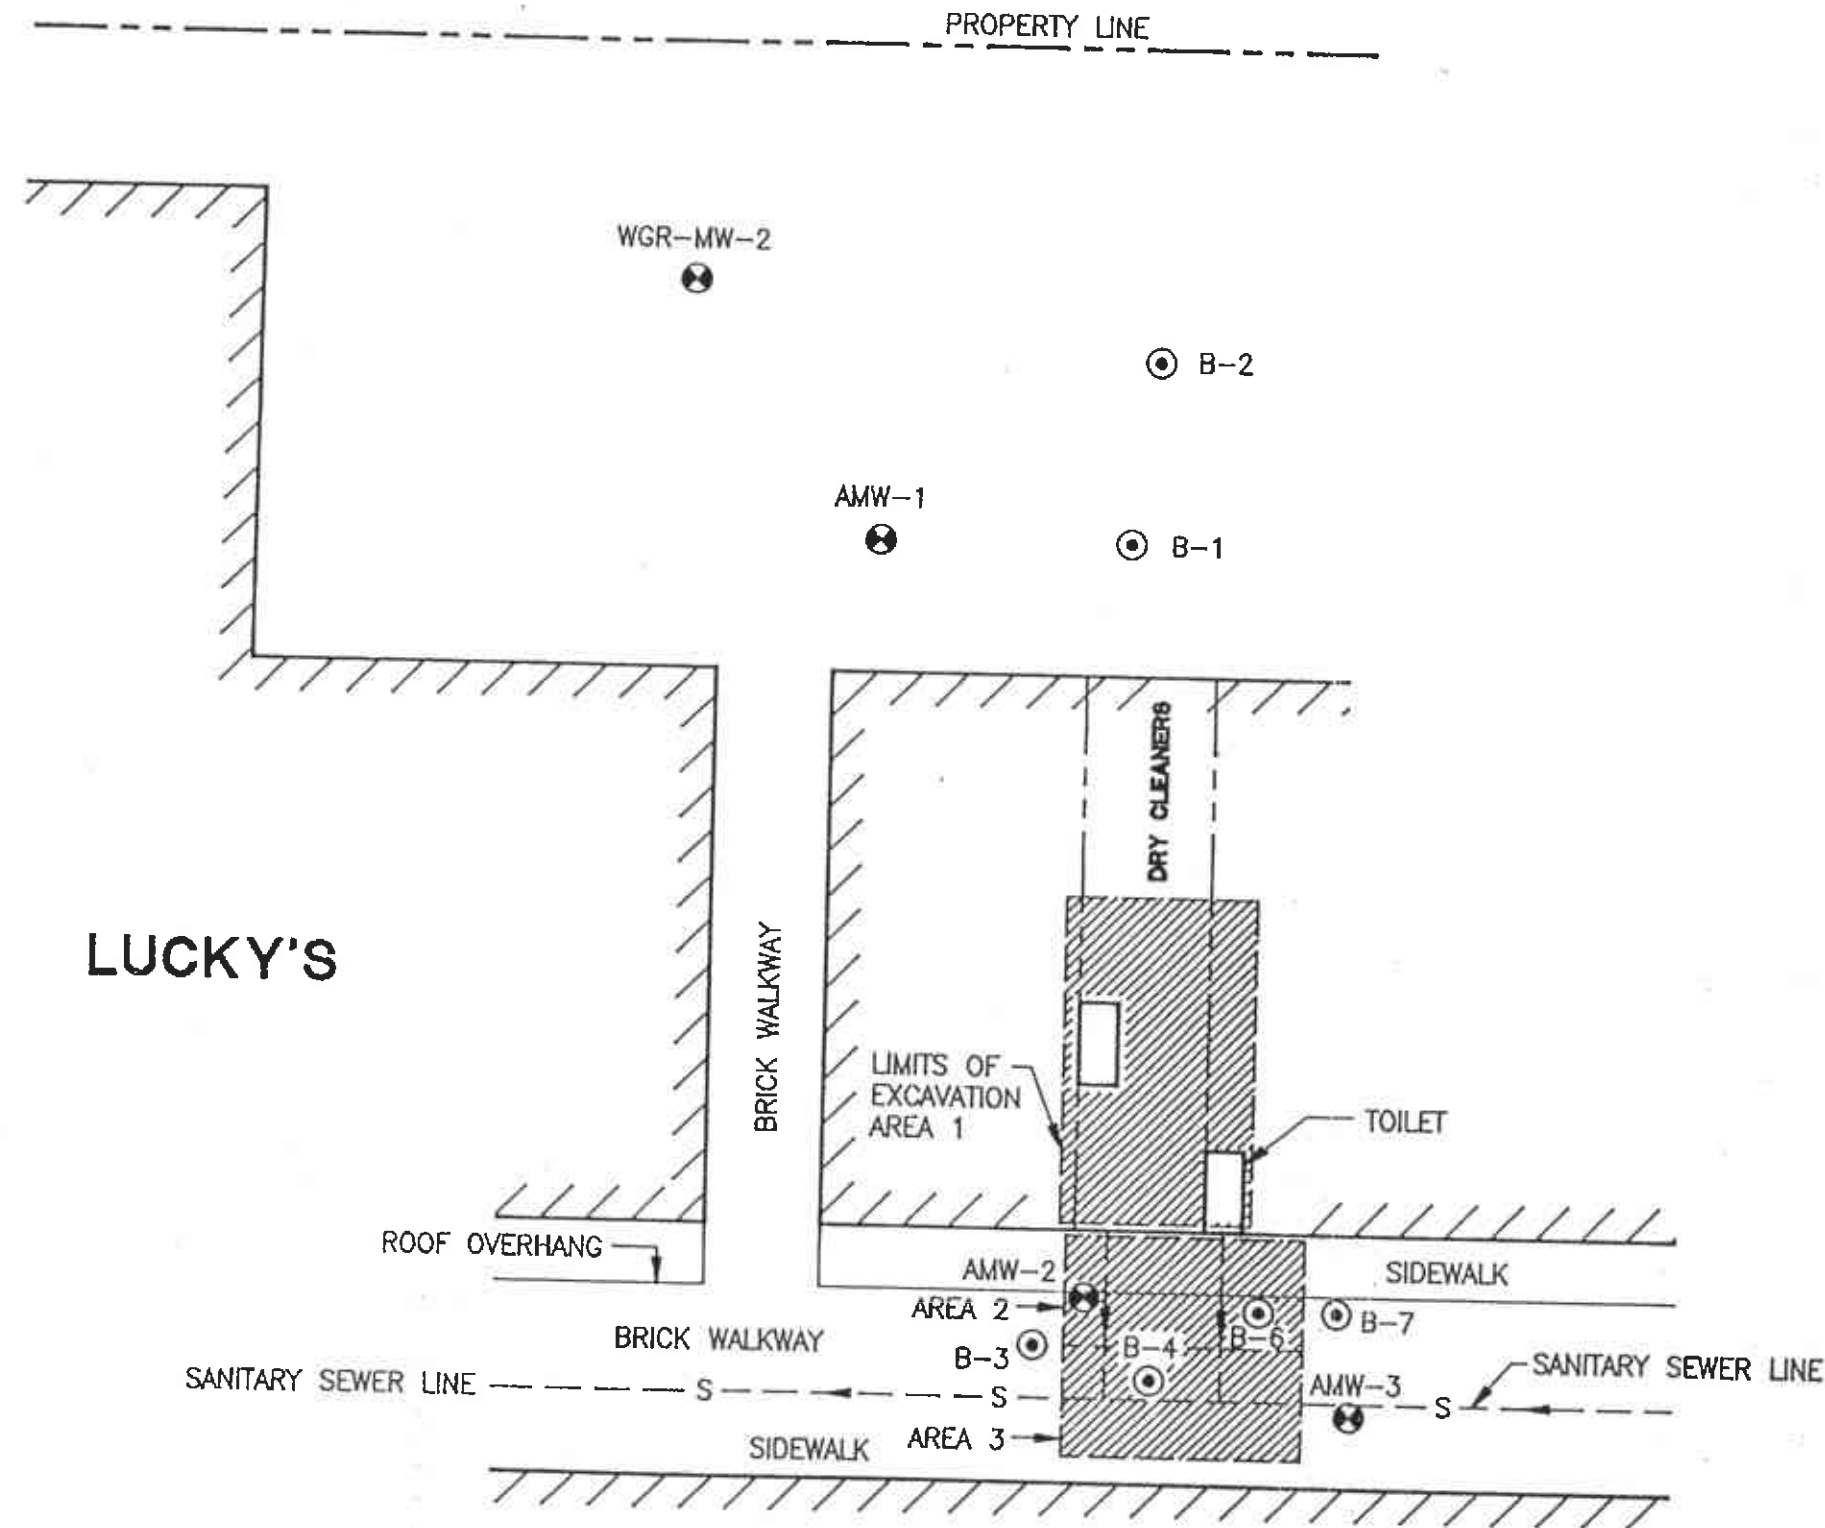 PROPERTY LINE
WGR-MW-2
B-2
AMW-1
B-1
DRY CLEANERS
LUCKY'S
BRICK WALKWAY
LIMITS OF
EXCAVATION
AREA 1
TOILET
ROOF OVERHANG
AMW-2
SIDEWALK
AREA 2
BRICK WALKWAY
B-3
B-4
B-6
B-7
SANITARY SEWER LINE
S
S
AMW-3
S
SANITARY SEWER LINE
SIDEWALK
AREA 3